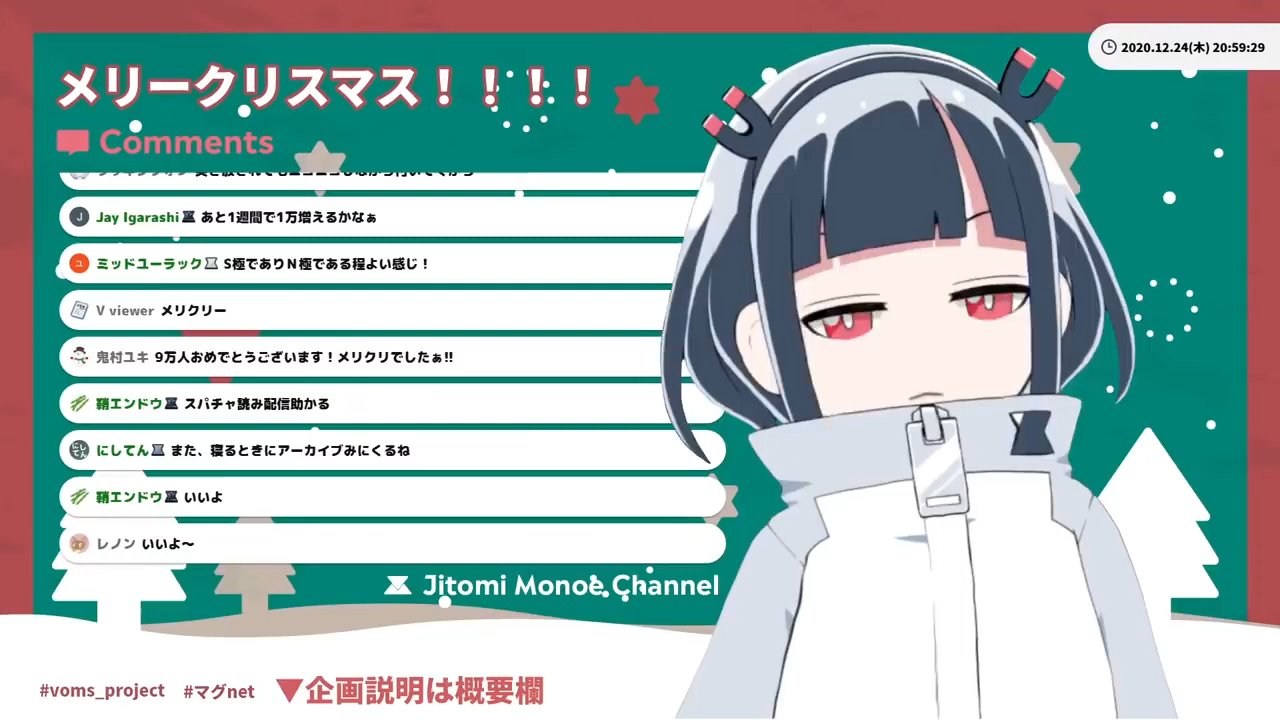 2020.12.24(木) 20:59:29
メリークリスマス！！！！
Comments
J Jay Igarashi あと1週間で1万増えるかなぁ
ユ ミッドユーラック S極でありN極である程よい感じ！
V viewer メリクリー
鬼村ユキ 9万人おめでとうございます！メリクリでしたぁ!!
鞘エンドウ スパチャ読み配信助かる
にしてん にしてん また、寝るときにアーカイブみにくるね
鞘エンドウ いいよ
レノン いいよ〜
Jitomi Monoe Channel
#voms_project #マグnet ▼企画説明は概要欄